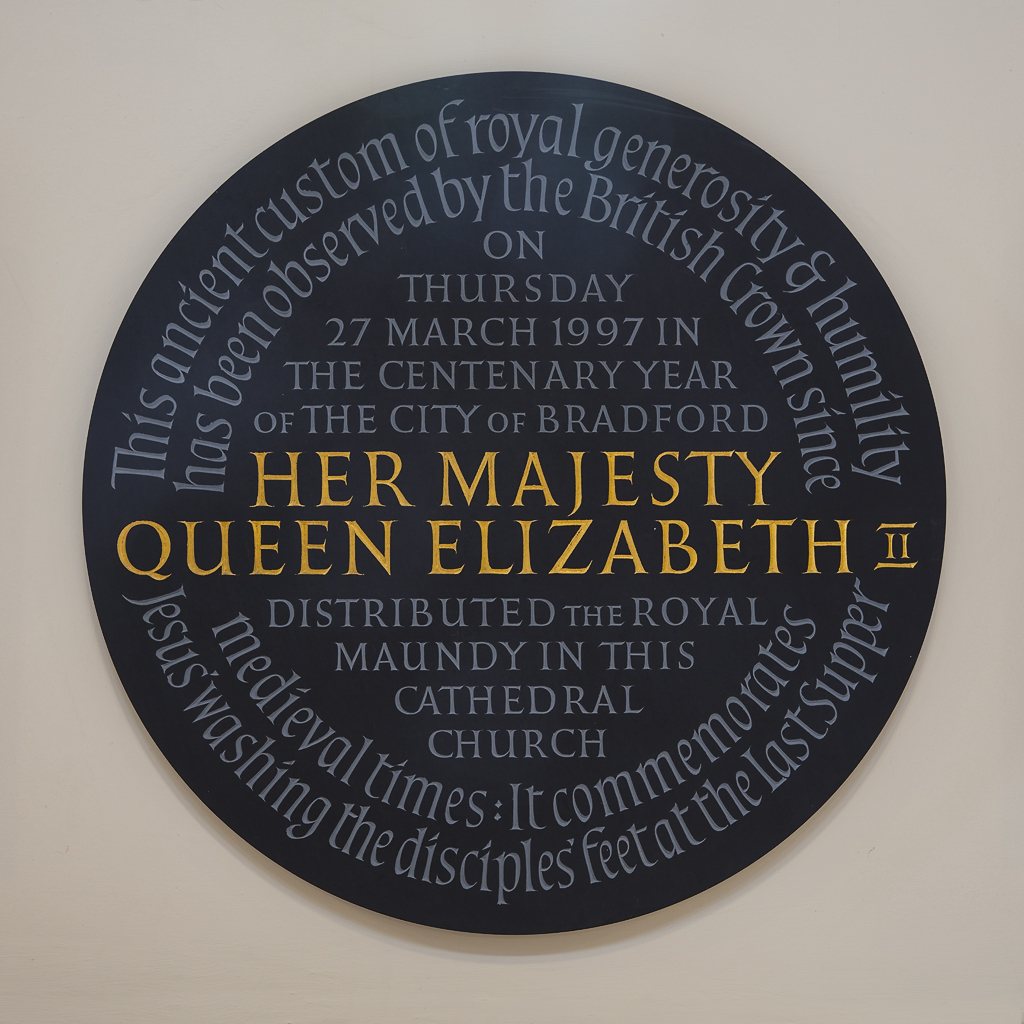 This ancient custom of royal generosity & humility
has been observed by the British Crown since
ON
THURSDAY
27 MARCH 1997 IN
THE CENTENARY YEAR
OF THE CITY OF BRADFORD
HER MAJESTY
QUEEN ELIZABETH II
DISTRIBUTED THE ROYAL
MAUNDY IN THIS
CATHEDRAL
CHURCH
medieval times: It commemorates
Jesus' washing the disciples' feet at the Last Supper